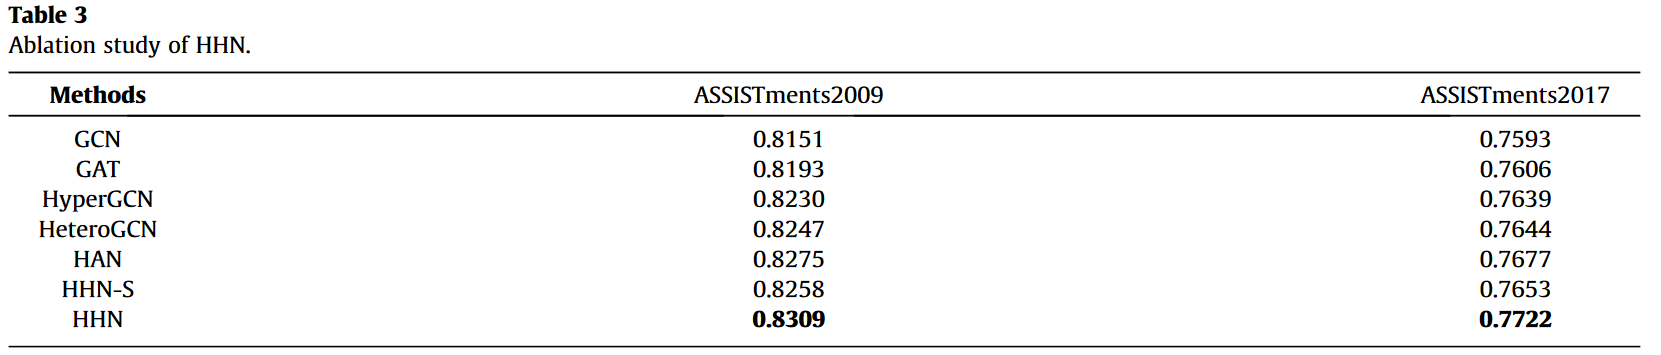 Table 3
Ablation study of HHN.
Methods ASSISTments2009 ASSISTments2017
GCN 0.8151 0.7593
GAT 0.8193 0.7606
HyperGCN 0.8230 0.7639
HeteroGCN 0.8247 0.7644
HAN 0.8275 0.7677
HHN-S 0.8258 0.7653
HHN 0.8309 0.7722